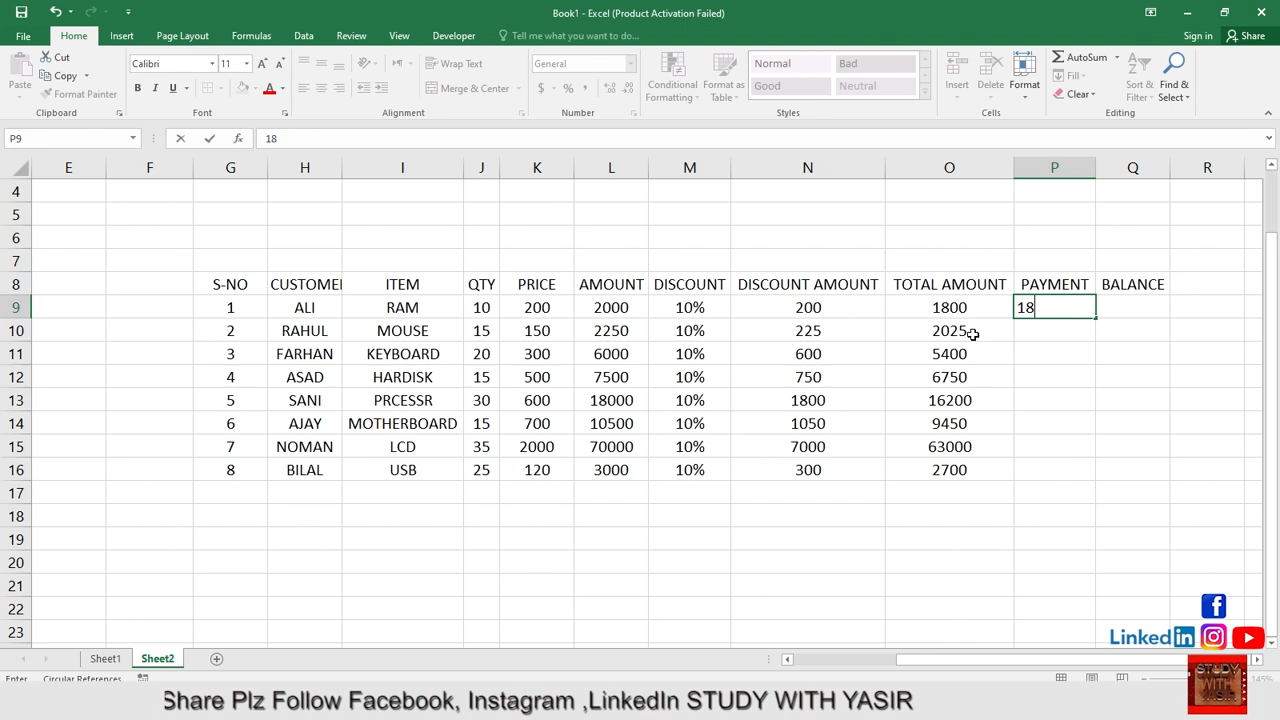 Book1 - Excel (Product Activation Failed)
File Home Insert Page Layout Formulas Data Review View Developer Tell me what you want to do... Sign in Share
Paste Cut Copy Format Painter Clipboard
Calibri 11 B I U A Font
Wrap Text Merge & Center Alignment
General $ % , Number
Conditional Formatting Format as Table Normal Bad Good Neutral Styles
Insert Delete Format Cells
AutoSum Fill Clear Sort & Filter Find & Select Editing
P9 fx 18
E F G H I J K L M N O P Q R
4
5
6
7
8 S-NO CUSTOMER ITEM QTY PRICE AMOUNT DISCOUNT DISCOUNT AMOUNT TOTAL AMOUNT PAYMENT BALANCE
9 1 ALI RAM 10 200 2000 10% 200 1800 18
10 2 RAHUL MOUSE 15 150 2250 10% 225 2025
11 3 FARHAN KEYBOARD 20 300 6000 10% 600 5400
12 4 ASAD HARDISK 15 500 7500 10% 750 6750
13 5 SANI PRCESSR 30 600 18000 10% 1800 16200
14 6 AJAY MOTHERBOARD 15 700 10500 10% 1050 9450
15 7 NOMAN LCD 35 2000 70000 10% 7000 63000
16 8 BILAL USB 25 120 3000 10% 300 2700
17
18
19
20
21
22
23
Linked in
Sheet1 Sheet2
Enter Circular References 145%
STUDY WITH YASIR
Share Plz Follow Facebook, Instagram ,LinkedIn STUDY WITH YASIR